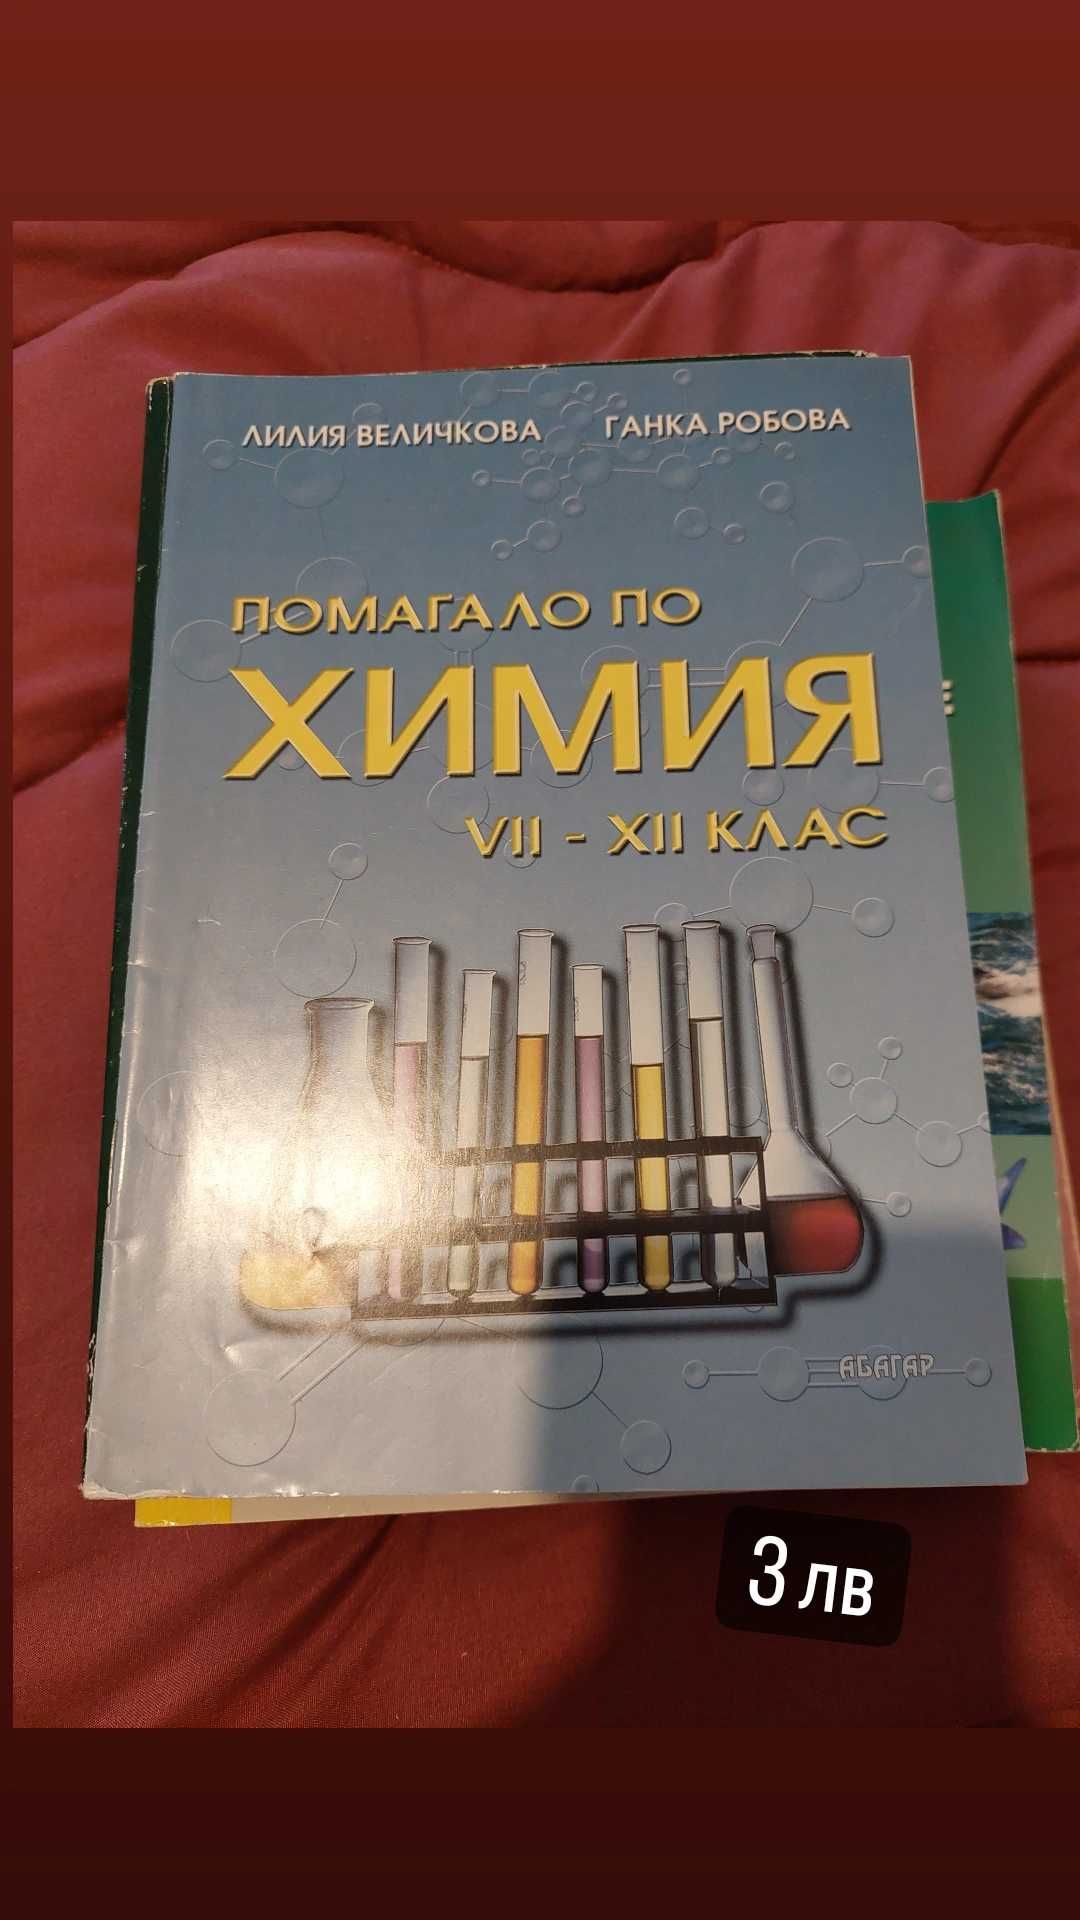 ЛИЛИЯ ВЕЛИЧКОВА ГАНКА РОБОВА
ПОМАГАЛО ПО
ХИМИЯ
VII - XII КЛАС
АБАГАР
3 лв